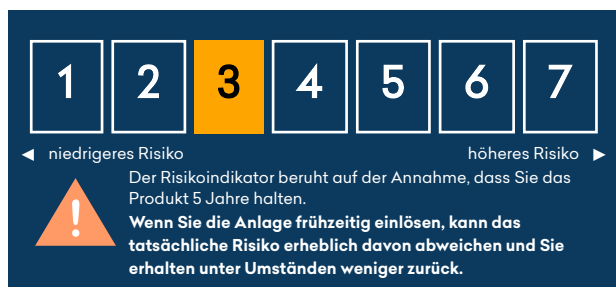 1 2 3 4 5 6 7
◄ niedrigeres Risiko höheres Risiko ►
Der Risikoindikator beruht auf der Annahme, dass Sie das
Produkt 5 Jahre halten.
Wenn Sie die Anlage frühzeitig einlösen, kann das
tatsächliche Risiko erheblich davon abweichen und Sie
erhalten unter Umständen weniger zurück.
!